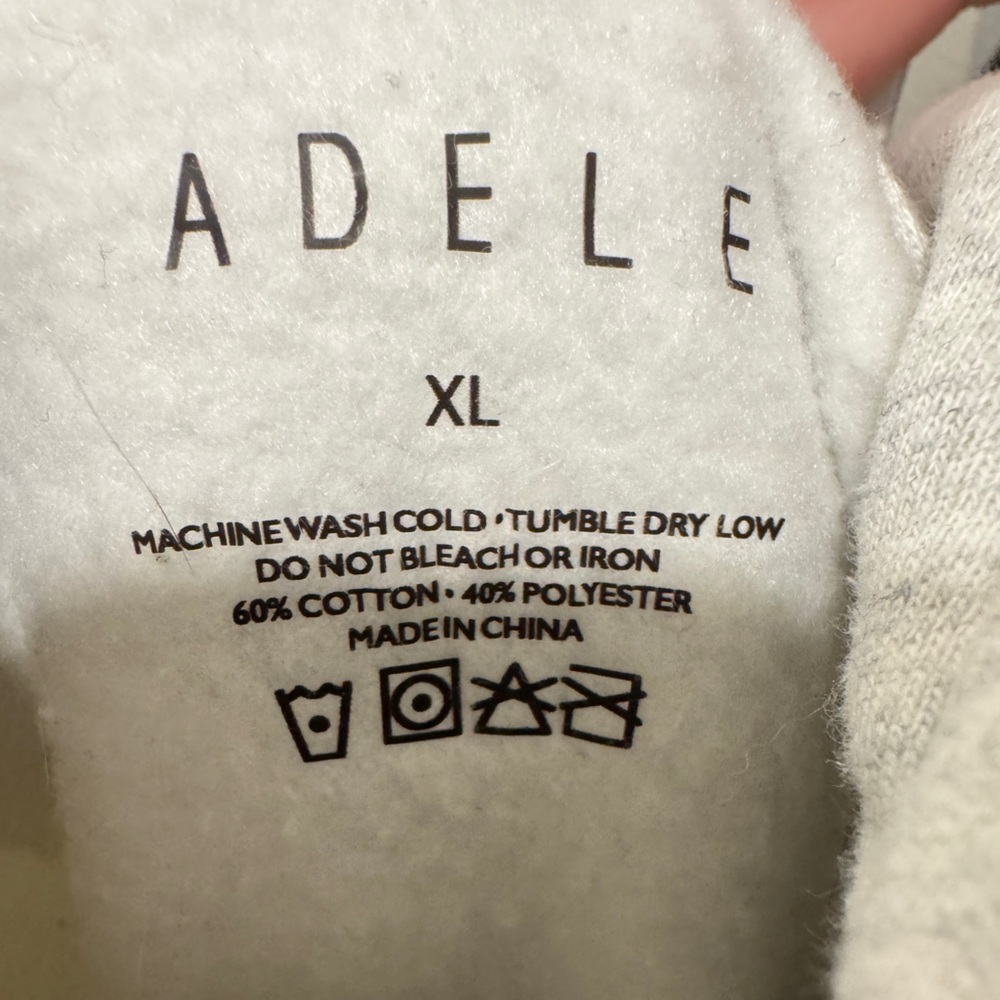 ADELE
XL
MACHINE WASH COLD • TUMBLE DRY LOW
DO NOT BLEACH OR IRON
60% COTTON • 40% POLYESTER
MADE IN CHINA